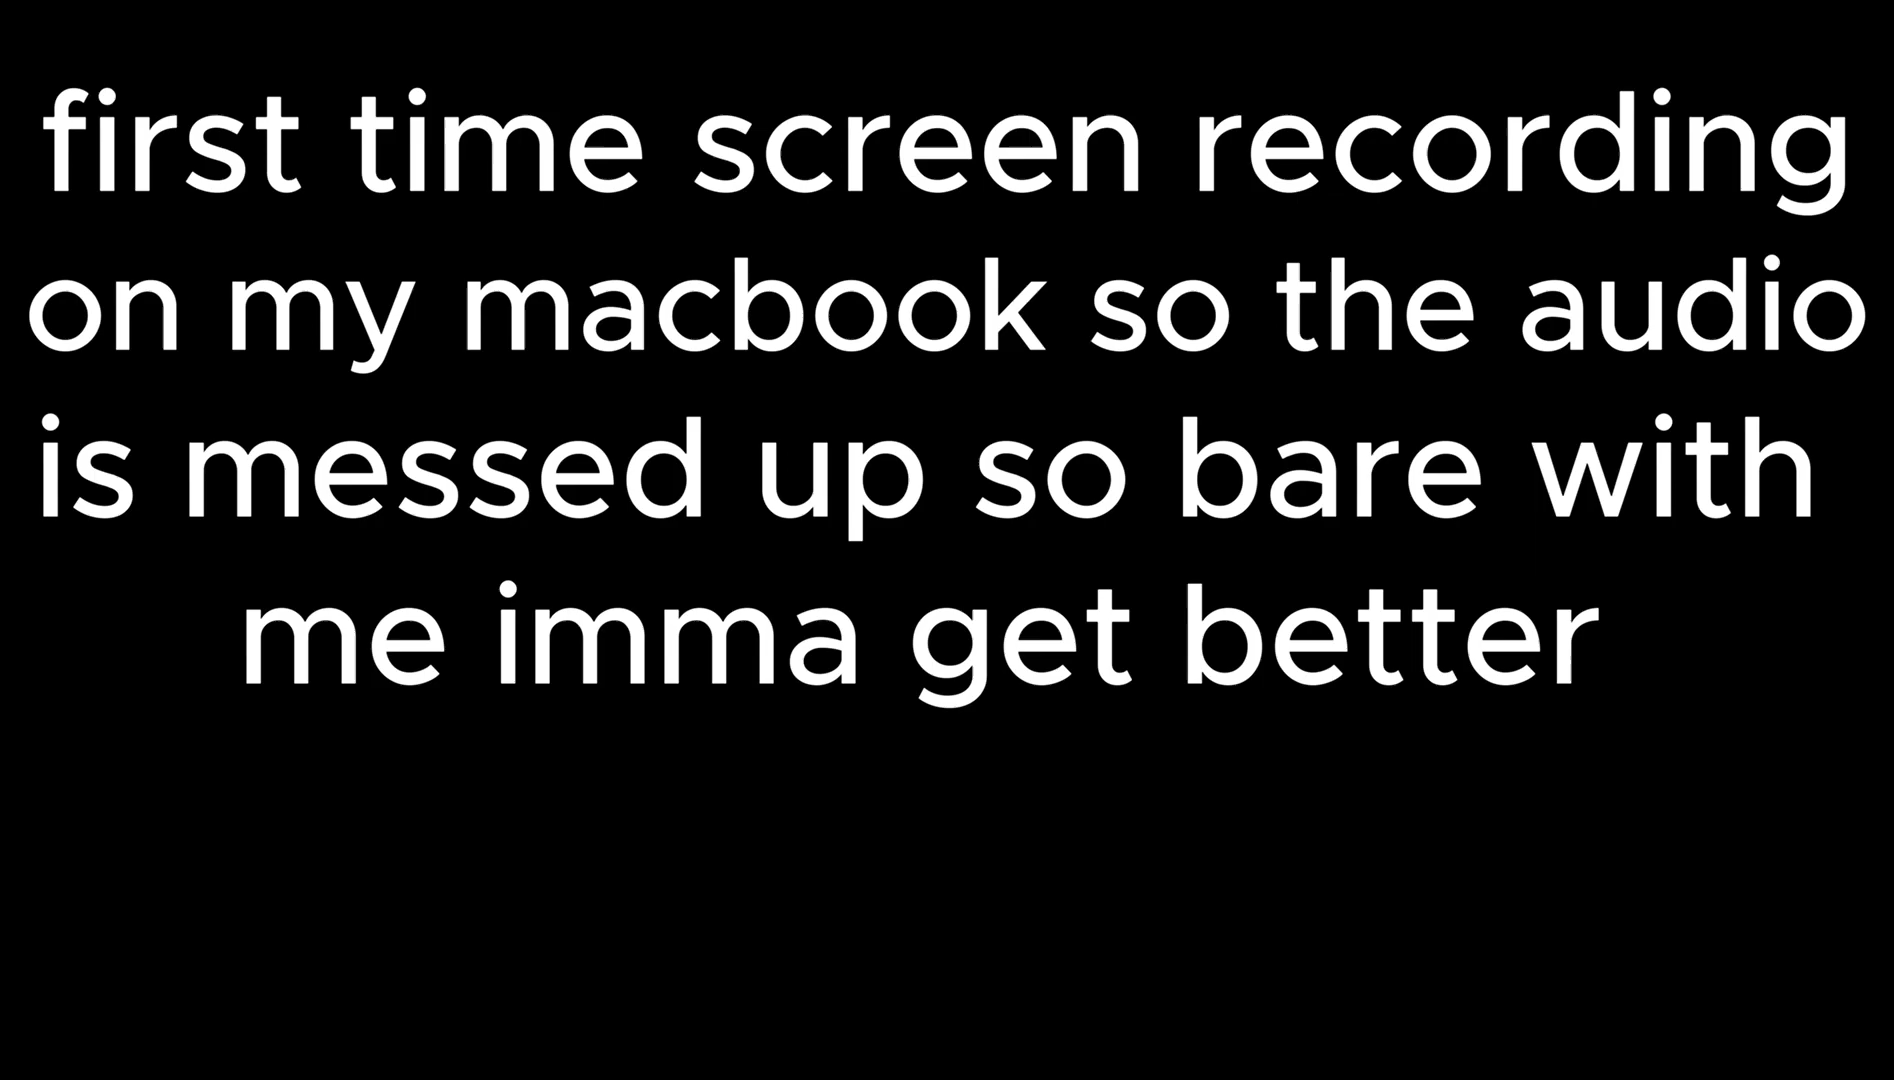 first time screen recording
on my macbook so the audio
is messed up so bare with
me imma get better